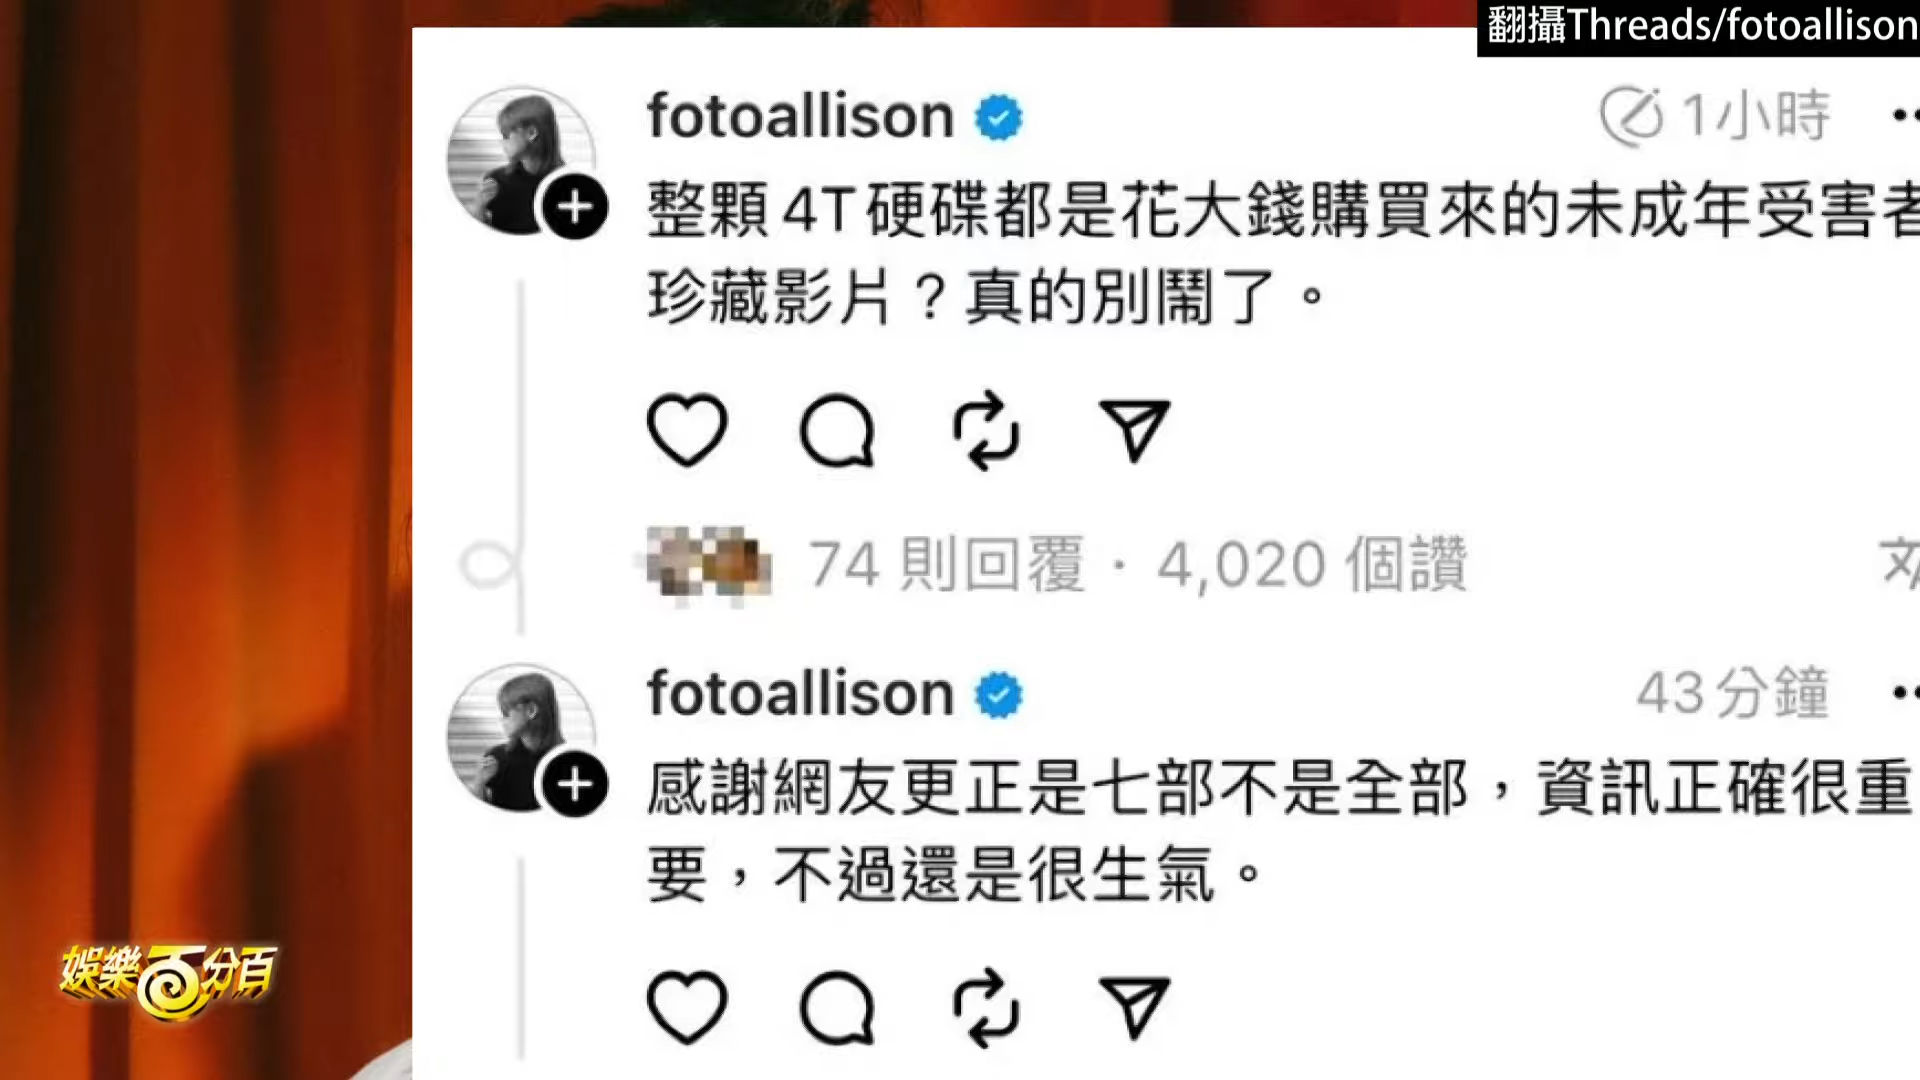 翻攝Threads/fotoallison
fotoallison
1小時
整顆4T硬碟都是花大錢購買來的未成年受害者
珍藏影片？真的別鬧了。
74 則回覆・4,020 個讚
fotoallison
43分鐘
感謝網友更正是七部不是全部，資訊正確很重
要，不過還是很生氣。
娛樂百分百